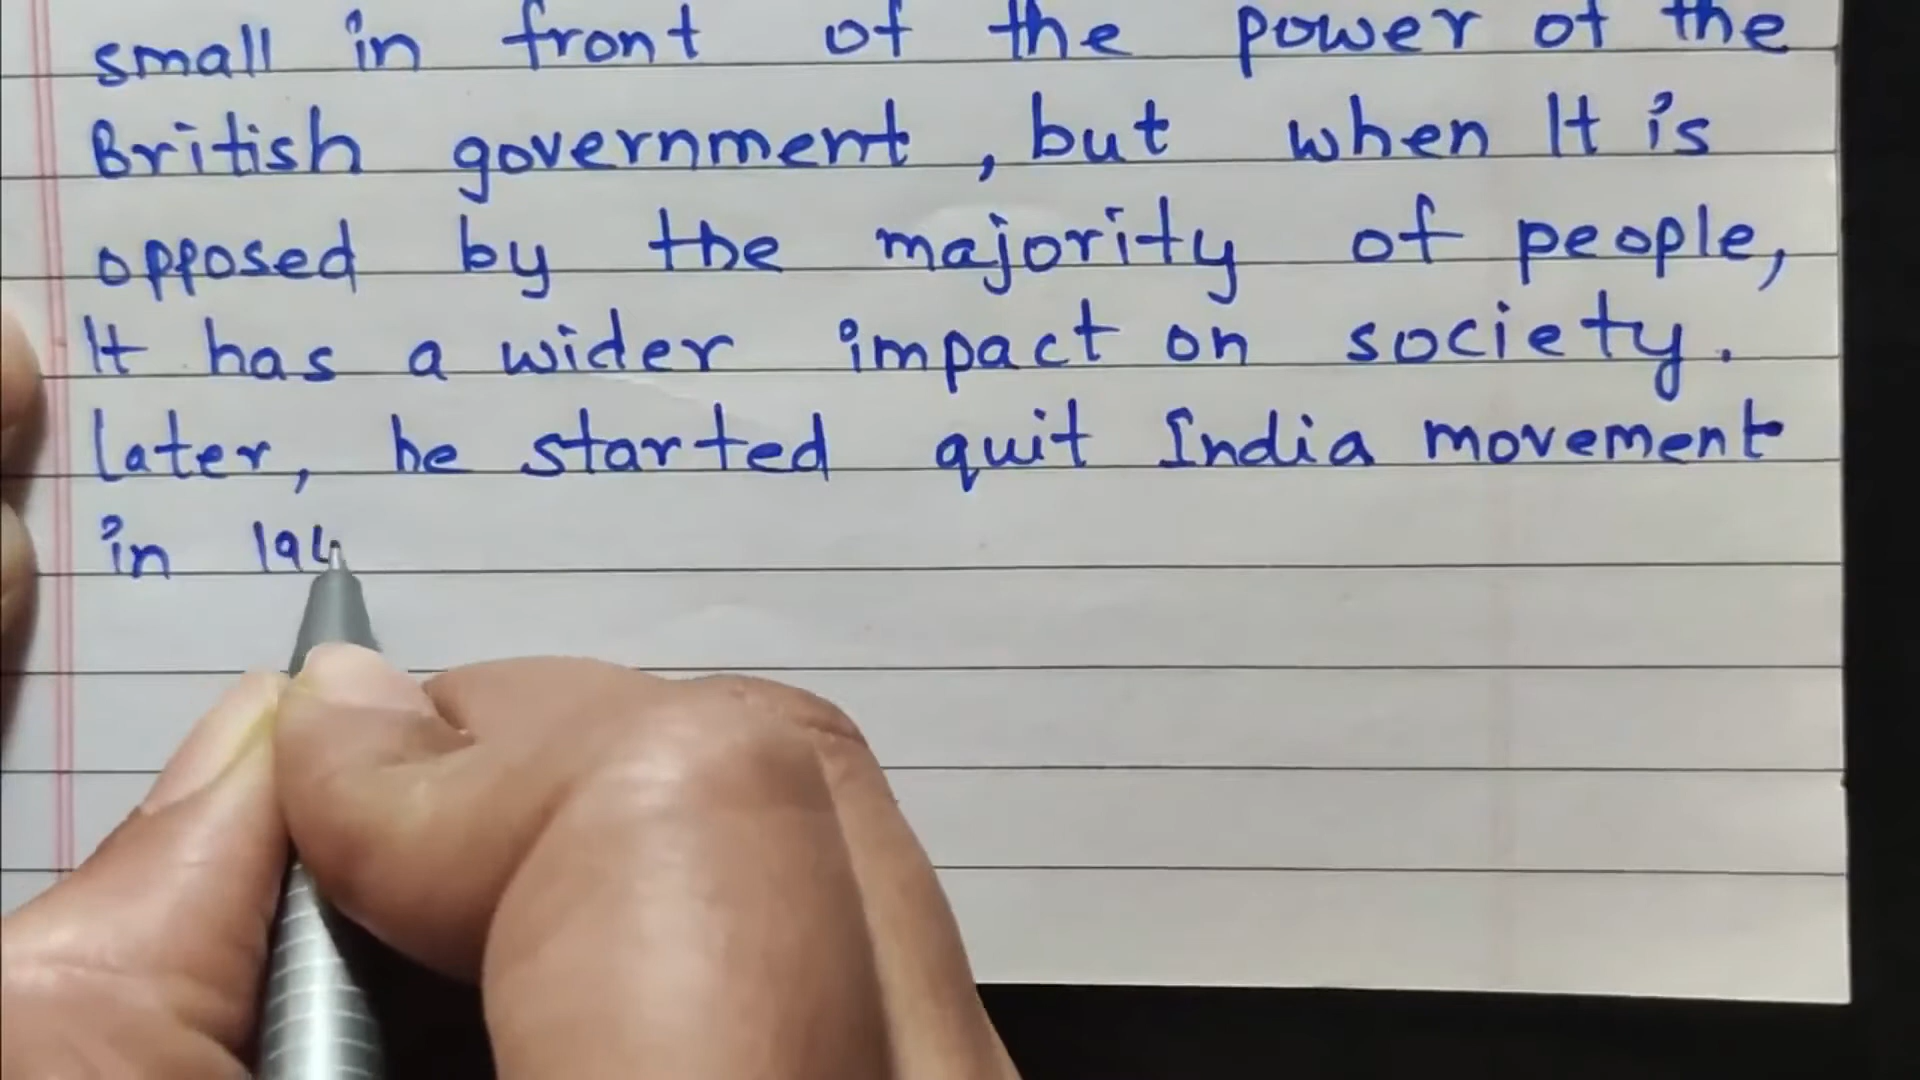 small in front of the power of the
British government, but when It is
opposed by the majority of people,
It has a wider impact on society.
later, he started quit India movement
in 194